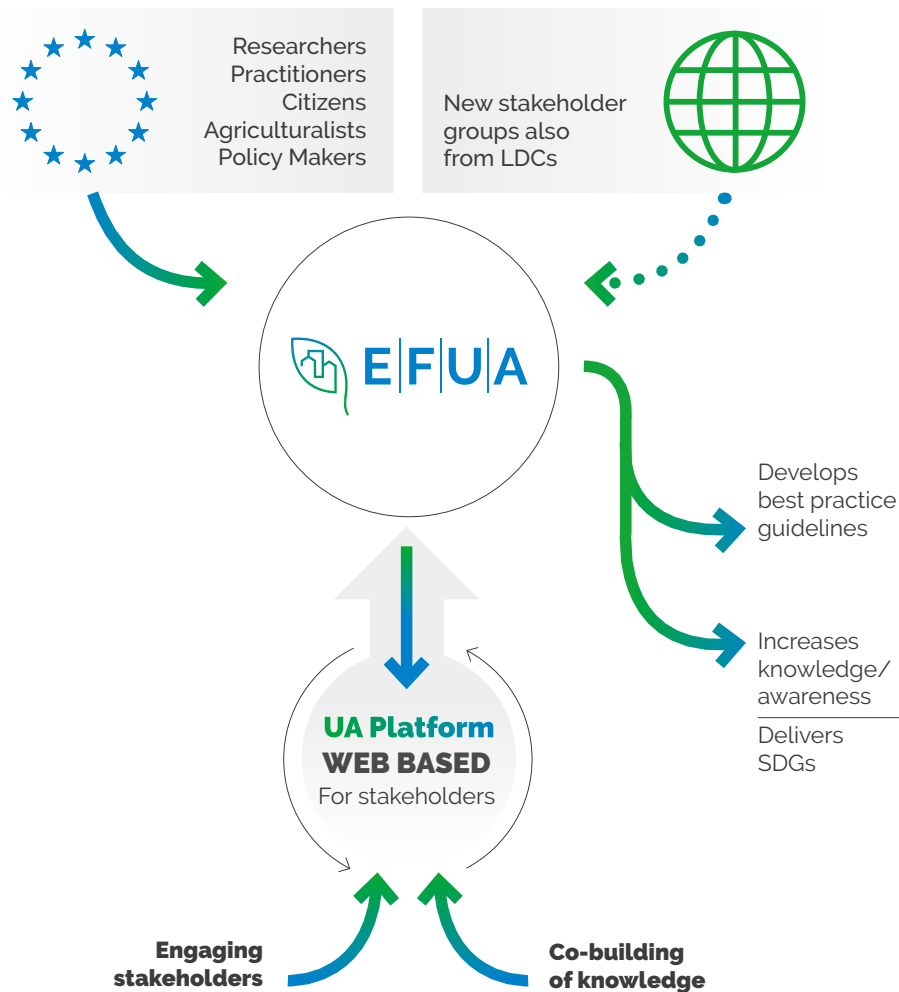 Researchers
Practitioners
Citizens
Agriculturalists
Policy Makers
New stakeholder
groups also
from LDCs
E|F|U|A
Develops
best practice
guidelines
Increases
knowledge/
awareness
Delivers
SDGs
UA Platform
WEB BASED
For stakeholders
Engaging
stakeholders
Co-building
of knowledge